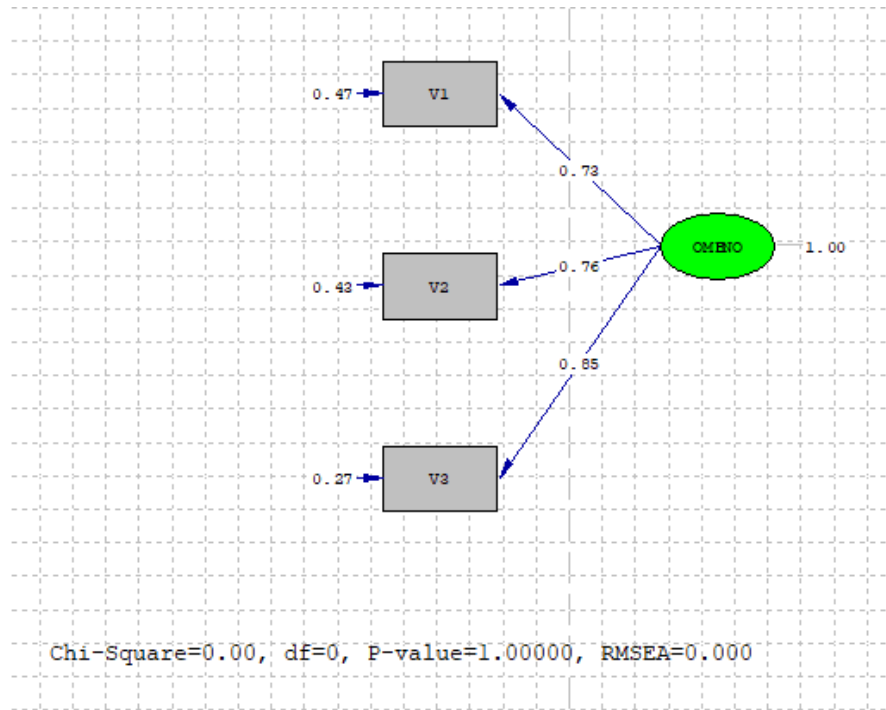 0.47 V1
0.73
OMENO 1.00
0.76
0.43 V2
0.85
0.27 V3
Chi-Square=0.00, df=0, P-value=1.00000, RMSEA=0.000